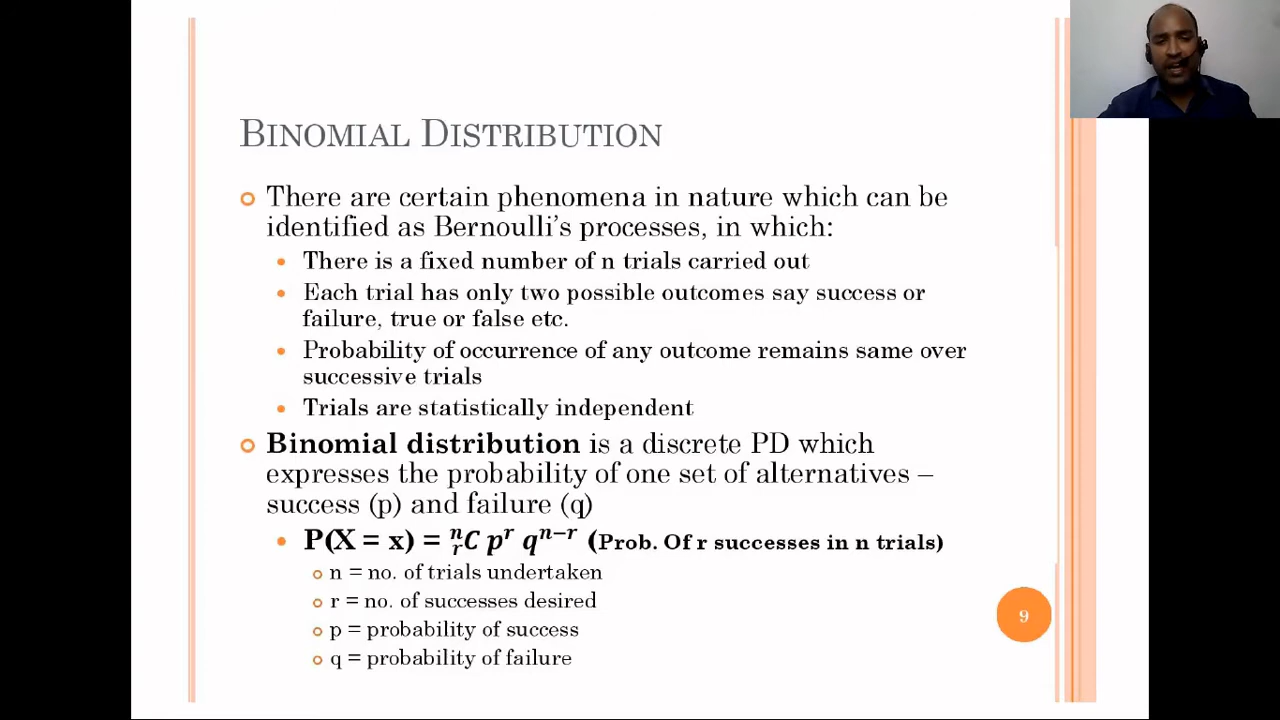 BINOMIAL DISTRIBUTION
There are certain phenomena in nature which can be
identified as Bernoulli's processes, in which:
There is a fixed number of n trials carried out
Each trial has only two possible outcomes say success or
failure, true or false etc.
Probability of occurrence of any outcome remains same over
successive trials
Trials are statistically independent
Binomial distribution is a discrete PD which
expresses the probability of one set of alternatives –
success (p) and failure (q)
P(X = x) = ⁿᵣC pʳ qⁿ⁻ʳ (Prob. Of r successes in n trials)
n = no. of trials undertaken
r = no. of successes desired
p = probability of success
q = probability of failure
9